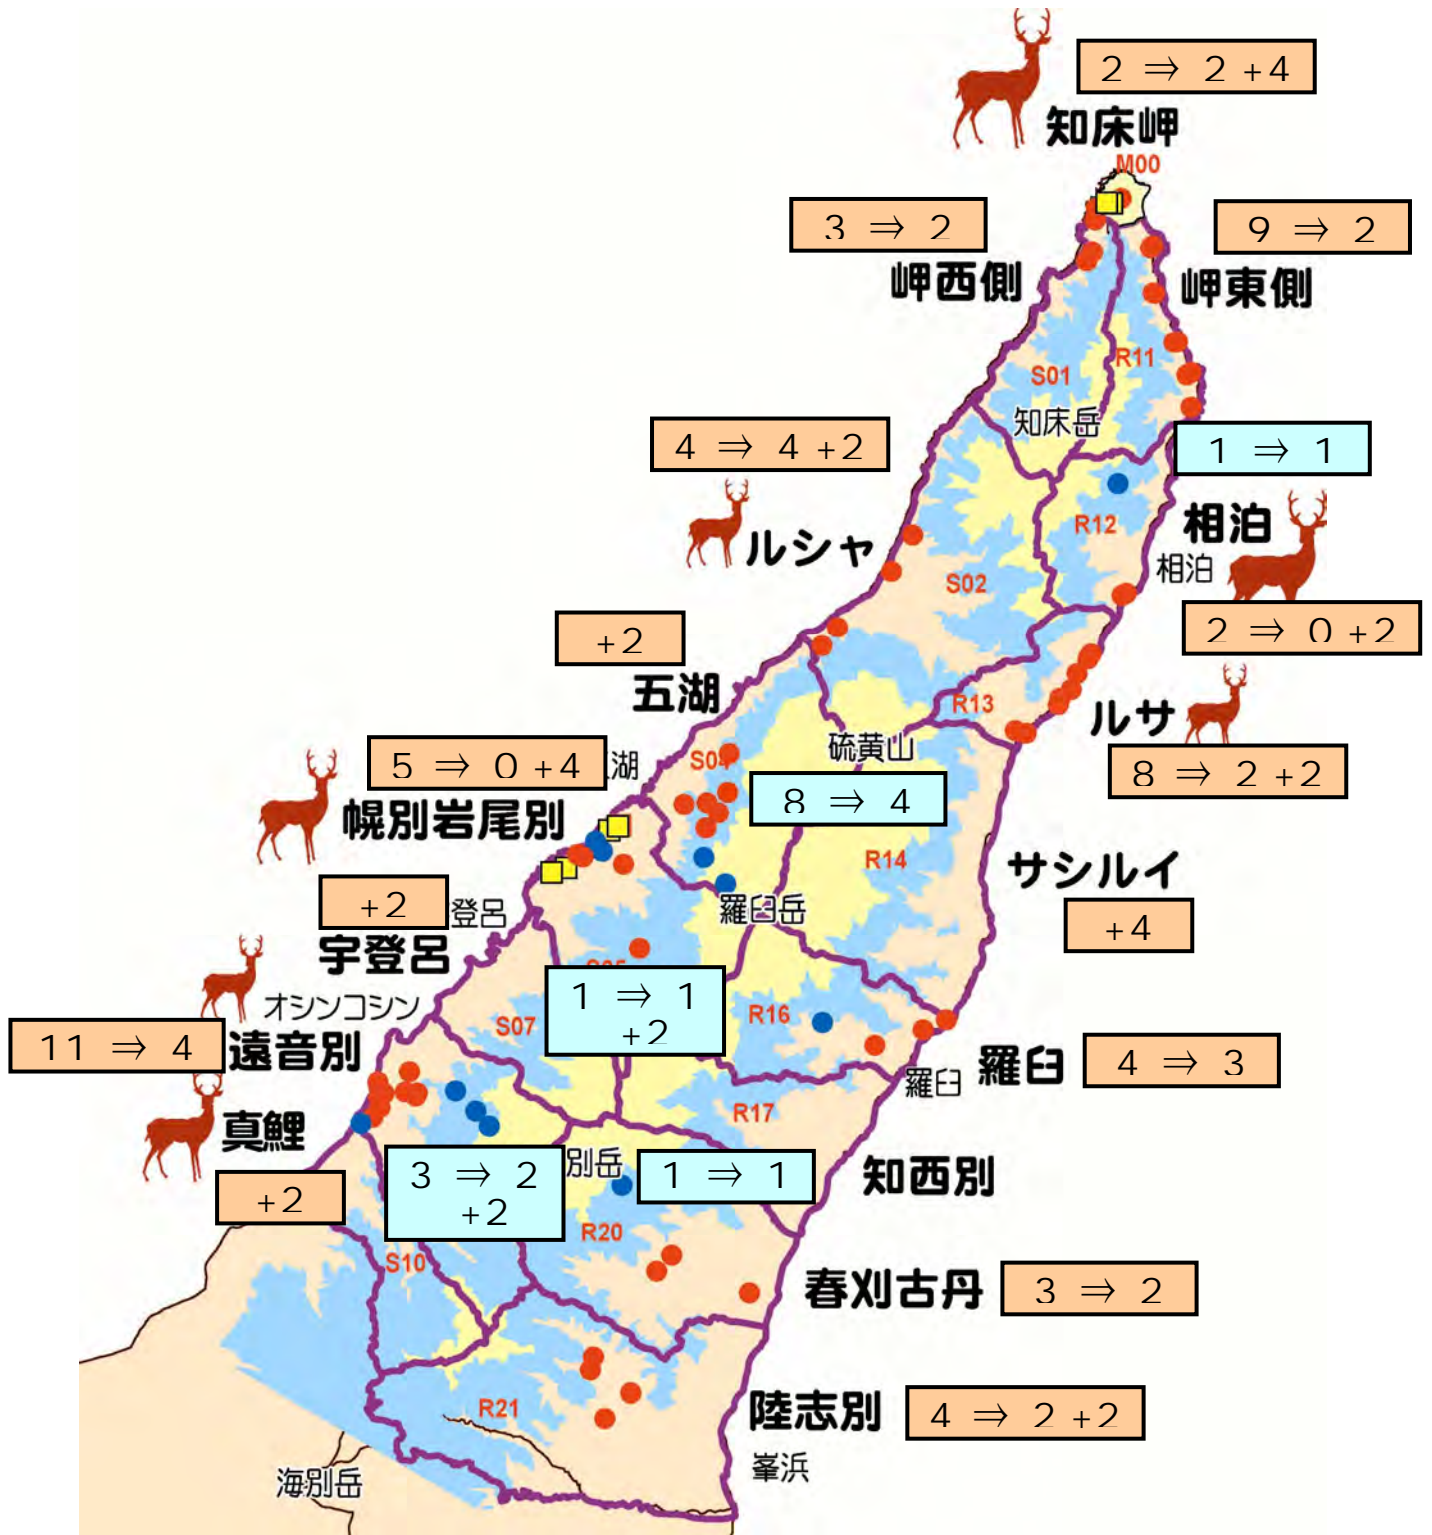 2 ⇒ 2 +4
知床岬
M00
3 ⇒ 2
9 ⇒ 2
岬西側
岬東側
R11
S01
知床岳
4 ⇒ 4 +2
1 ⇒ 1
R12
相泊
ルシャ
相泊
S02
+2
2 ⇒ 0 +2
五湖
R13
ルサ
硫黄山
5 ⇒ 0 +4
湖
S04
8 ⇒ 2 +2
8 ⇒ 4
幌別岩尾別
R14
サシルイ
+2
登呂
羅臼岳
+4
宇登呂
オシンコシン
1 ⇒ 1
+2
R16
S07
11 ⇒ 4
遠音別
羅臼
4 ⇒ 3
羅臼
R17
真鯉
3 ⇒ 2
+2
別岳
1 ⇒ 1
知西別
+2
R20
S10
春刈古丹
3 ⇒ 2
R21
陸志別
4 ⇒ 2 +2
峯浜
海別岳